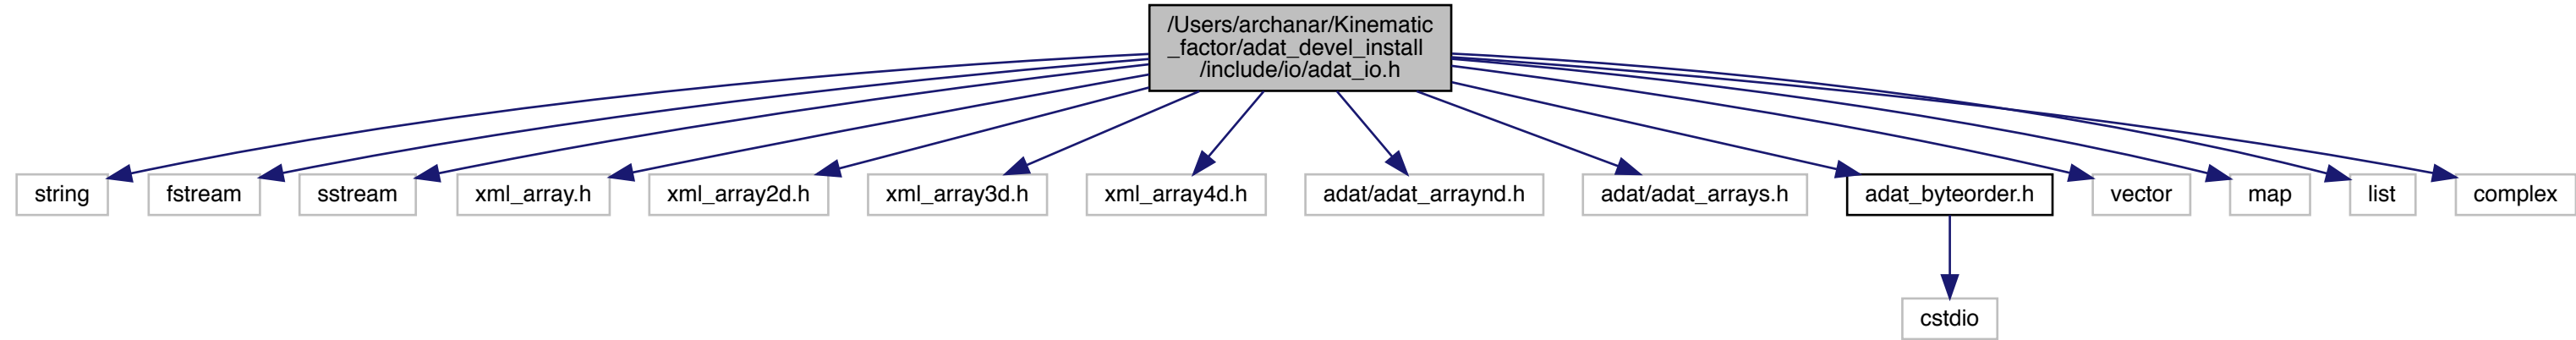 /Users/archanar/Kinematic
_factor/adat_devel_install
/include/io/adat_io.h
string
fstream
sstream
xml_array.h
xml_array2d.h
xml_array3d.h
xml_array4d.h
adat/adat_arraynd.h
adat/adat_arrays.h
adat_byteorder.h
vector
map
list
complex
cstdio